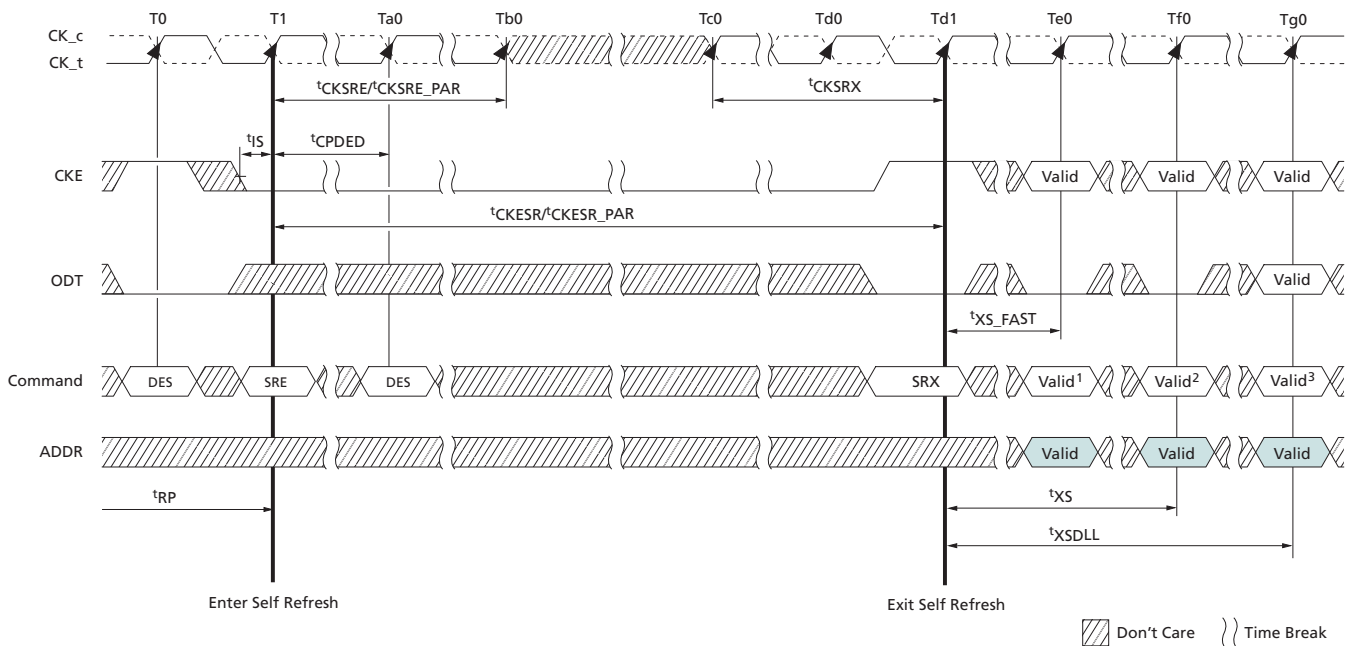 T0 T1 Ta0 Tb0 Tc0 Td0 Td1 Te0 Tf0 Tg0
CK_c
CK_t
tCKSRE/tCKSRE_PAR tCKSRX
tIS tCPDED
CKE Valid Valid Valid
tCKESR/tCKESR_PAR
ODT Valid
tXS_FAST
Command DES SRE DES SRX Valid1 Valid2 Valid3
ADDR Valid Valid Valid
tRP tXS
tXSDLL
Enter Self Refresh Exit Self Refresh
Don't Care Time Break